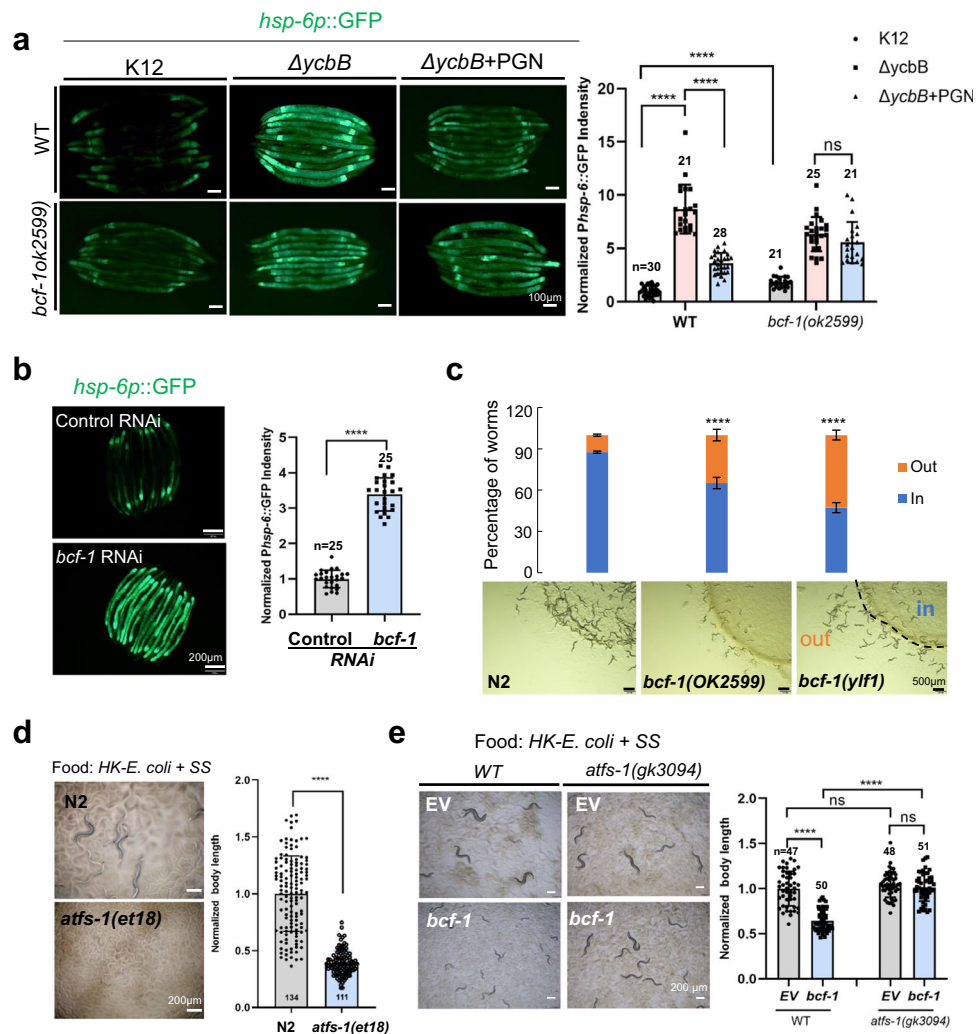 a
hsp-6p::GFP
K12
ΔycbB
ΔycbB+PGN
WT
bcf-1ok2599)
100μm
Normalized Phsp-6::GFP Indensity
20
15
10
5
0
n=30
21
28
21
25
21
****
****
****
ns
WT
bcf-1(ok2599)
K12
ΔycbB
ΔycbB+PGN
b
hsp-6p::GFP
Control RNAi
bcf-1 RNAi
200μm
Normalized Phsp-6::GFP Indensity
5
4
3
2
1
0
n=25
25
****
Control bcf-1
RNAi
c
Percentage of worms
120
90
60
30
0
****
****
Out
In
N2
bcf-1(OK2599)
bcf-1(ylf1)
in
out
500μm
d
Food: HK-E. coli + SS
N2
atfs-1(et18)
200μm
Normalized body length
2.0
1.5
1.0
0.5
0.0
****
134
111
N2 atfs-1(et18)
e
Food: HK-E. coli + SS
WT
atfs-1(gk3094)
EV
EV
bcf-1
bcf-1
200 μm
Normalized body length
2.0
1.5
1.0
0.5
0.0
****
ns
ns
****
n=47
50
48
51
EV bcf-1 EV bcf-1
WT
atfs-1(gk3094)